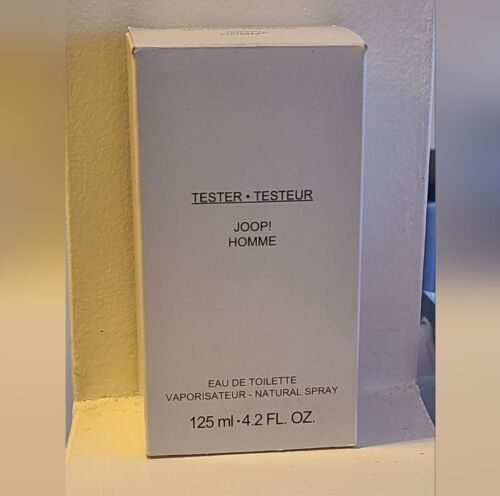 TESTER • TESTEUR
JOOP!
HOMME
EAU DE TOILETTE
VAPORISATEUR - NATURAL SPRAY
125 ml • 4.2 FL. OZ.